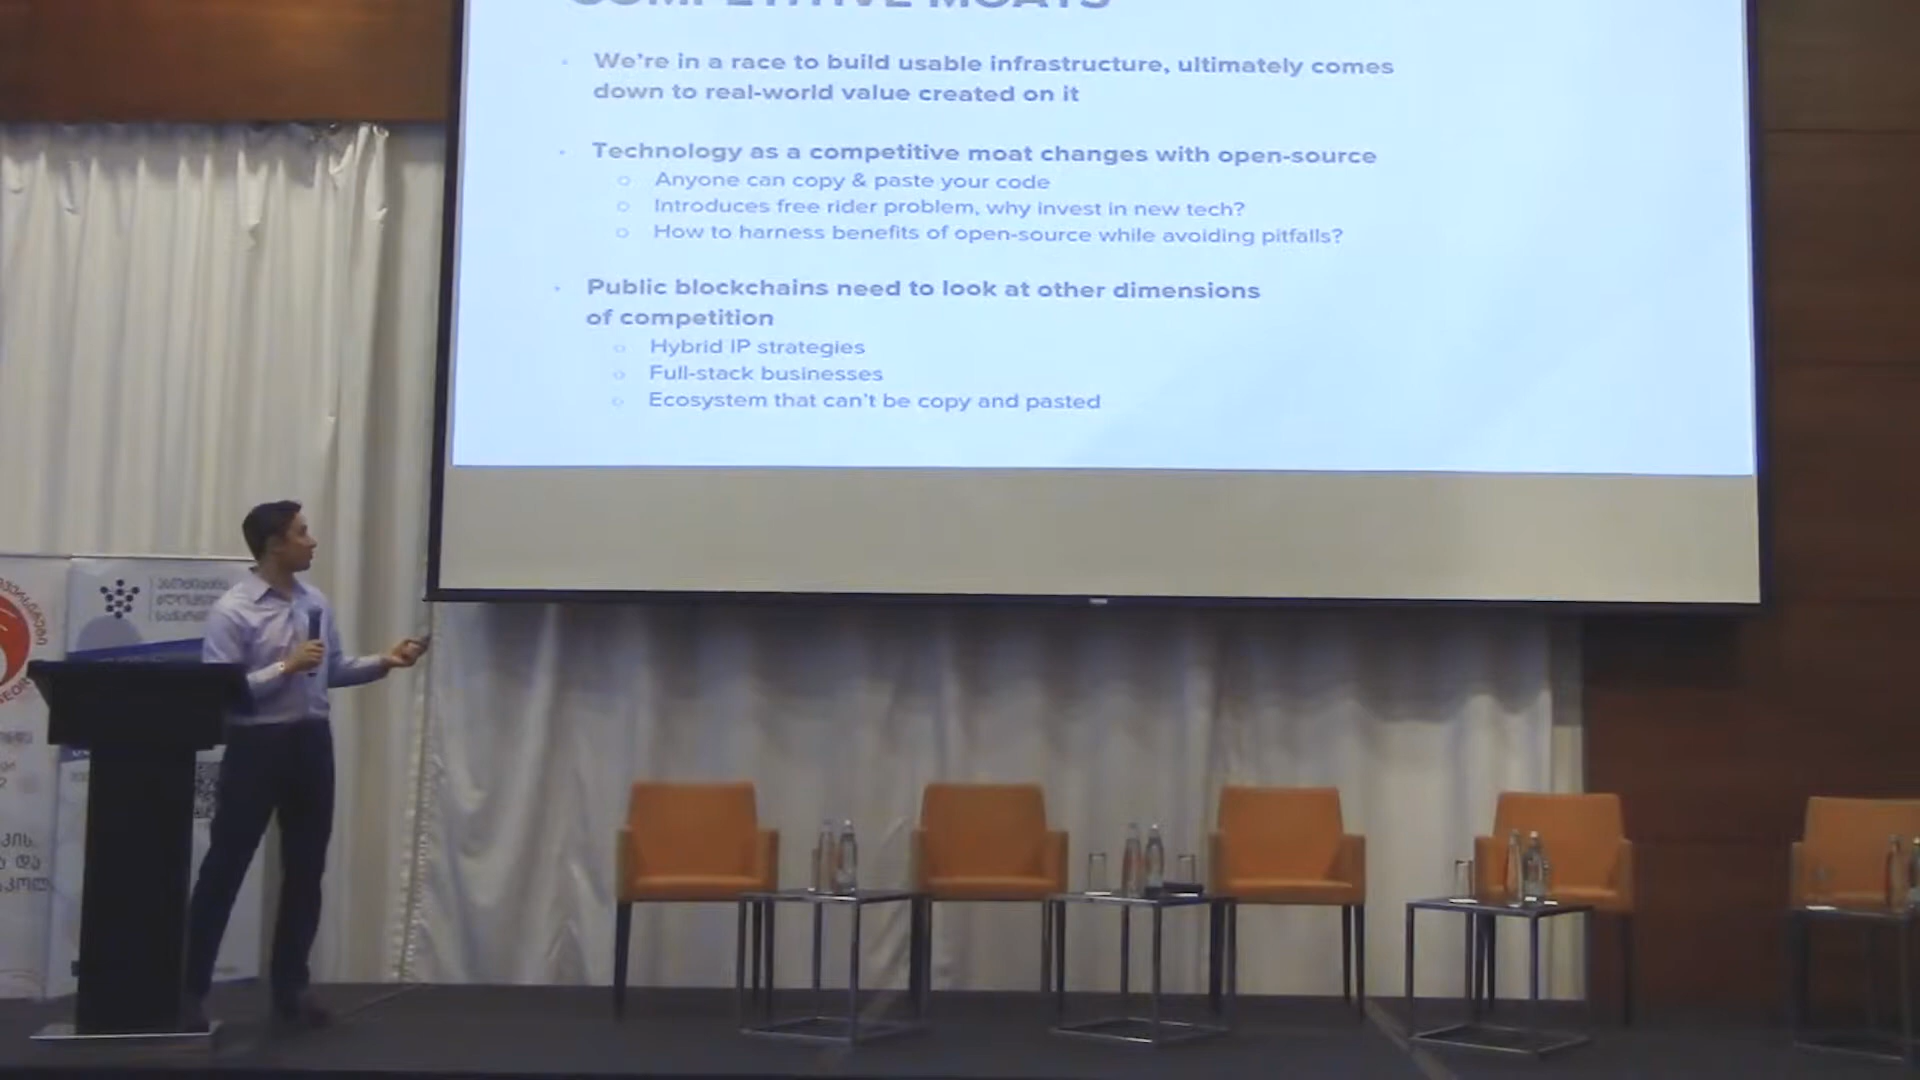 COMPETITIVE MOATS
We're in a race to build usable infrastructure, ultimately comes
down to real-world value created on it
Technology as a competitive moat changes with open-source
Anyone can copy & paste your code
Introduces free rider problem, why invest in new tech?
How to harness benefits of open-source while avoiding pitfalls?
Public blockchains need to look at other dimensions
of competition
Hybrid IP strategies
Full-stack businesses
Ecosystem that can't be copy and pasted